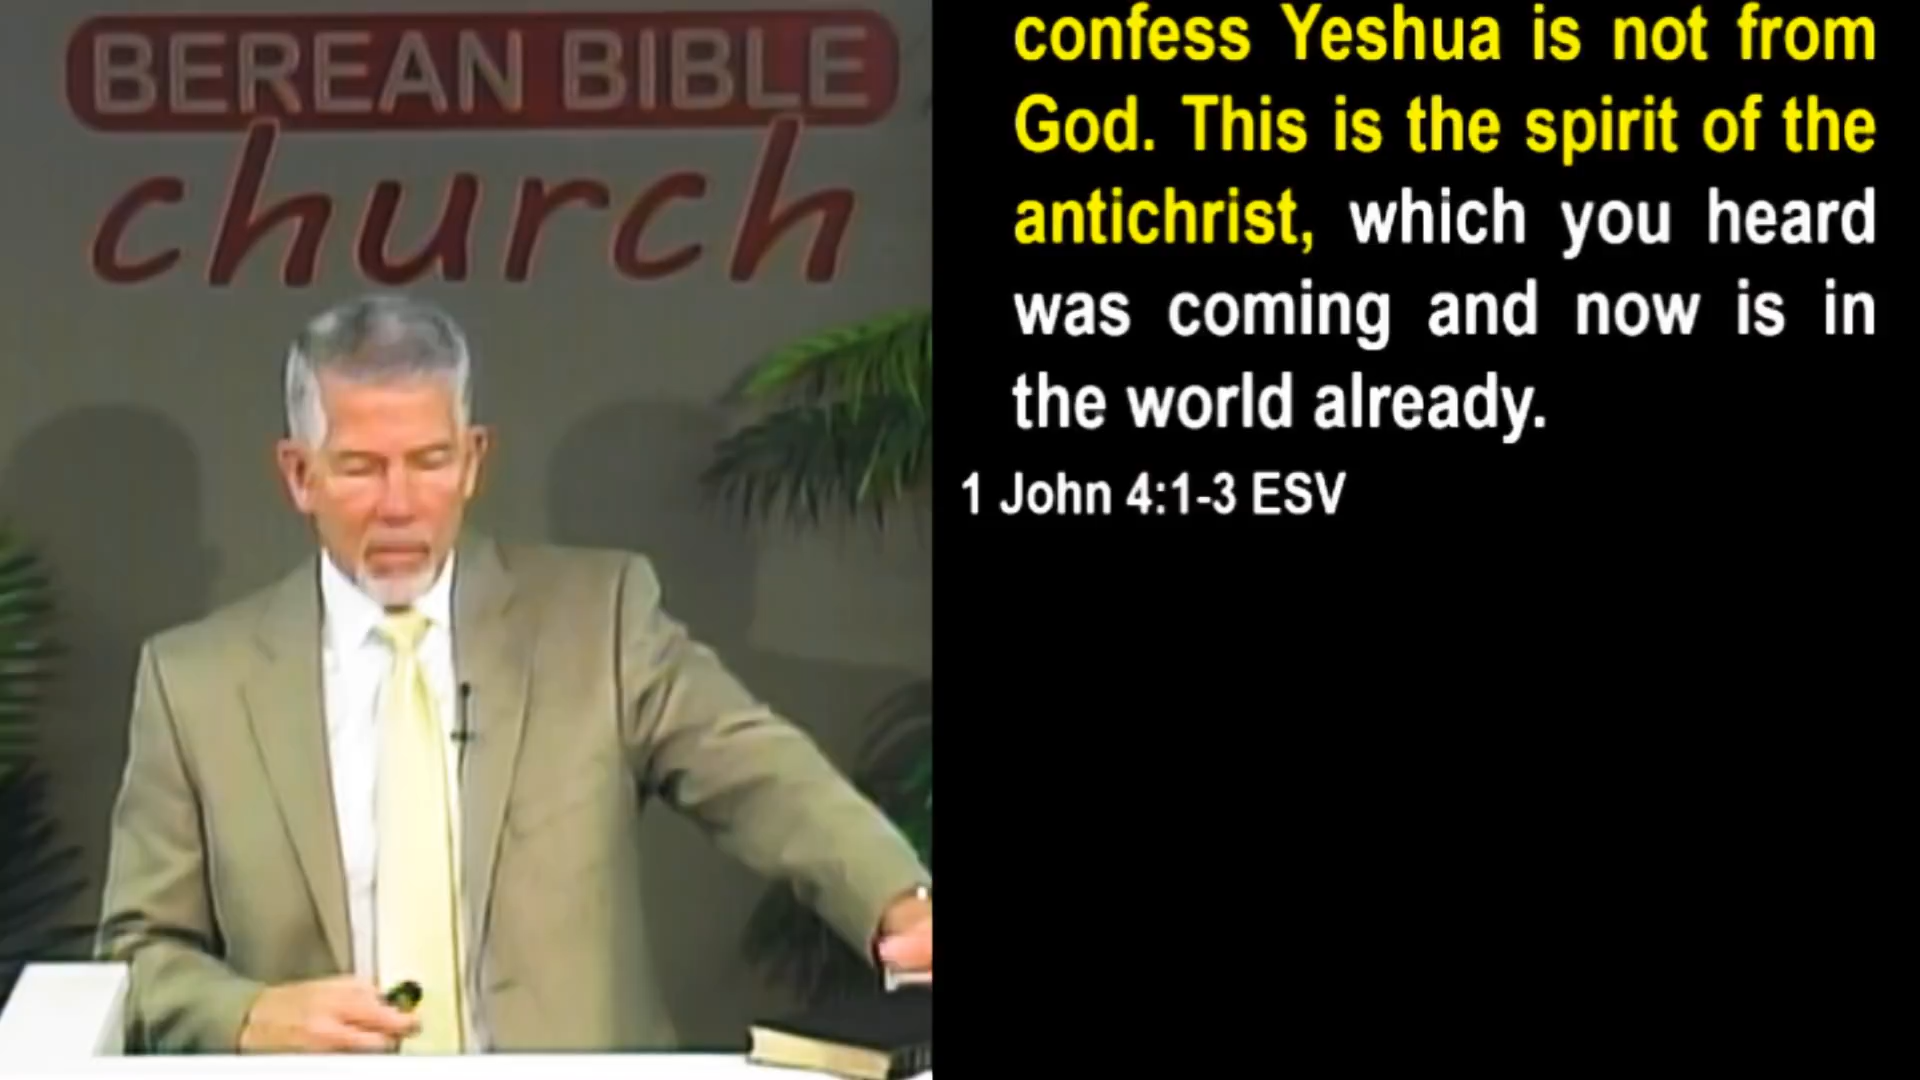 BEREAN BIBLE
church
confess Yeshua is not from
God. This is the spirit of the
antichrist, which you heard
was coming and now is in
the world already.
1 John 4:1-3 ESV